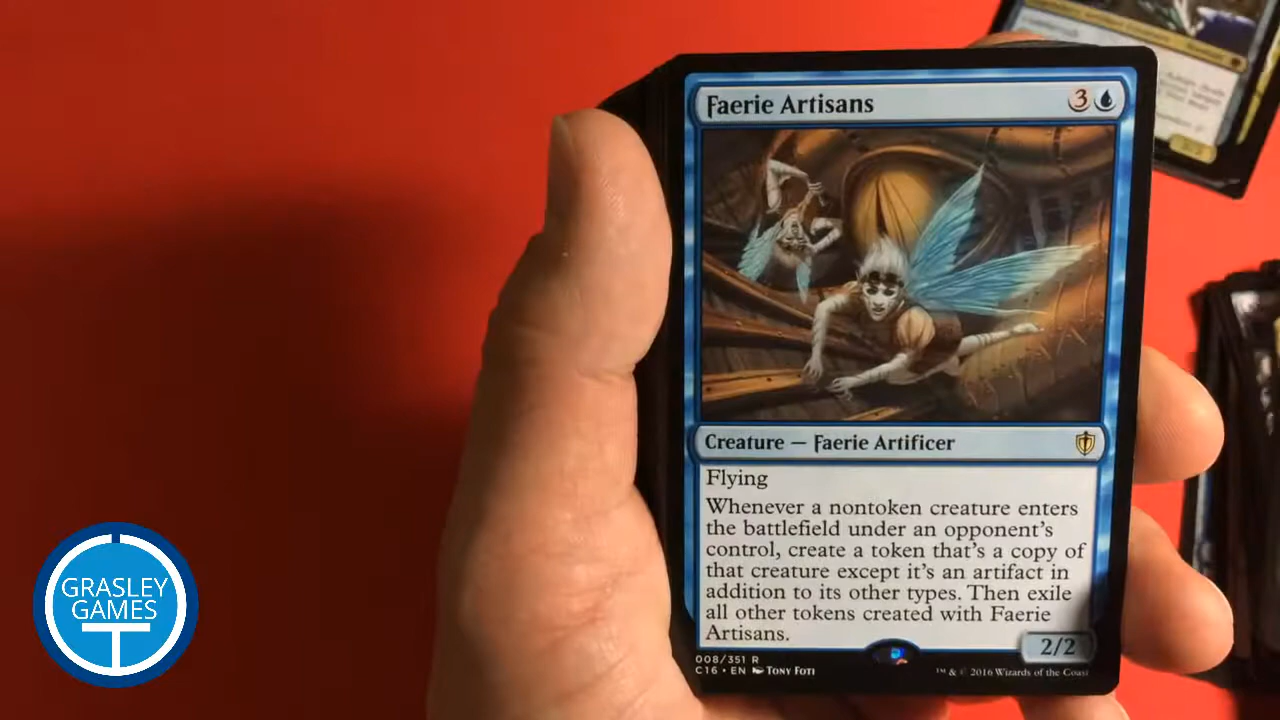 Faerie Artisans 3
Creature — Faerie Artificer
Flying
Whenever a nontoken creature enters
the battlefield under an opponent's
control, create a token that's a copy of
that creature except it's an artifact in
addition to its other types. Then exile
all other tokens created with Faerie
Artisans.
2/2
008/351 R
C16 • EN Tony Foti
™ & © 2016 Wizards of the Coast
GRASLEY
GAMES